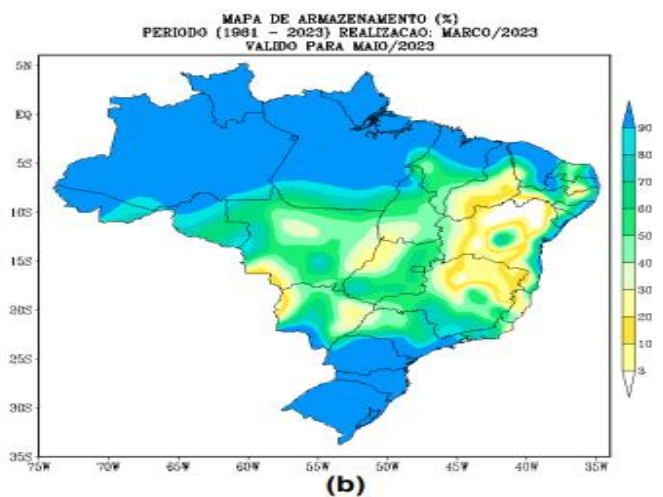 MAPA DE ARMAZENAMENTO (%)
PERIODO (1961 - 2023) REALIZACAO: MARCO/2023
VALIDO PARA MAIO/2023
5N
EQ
5S
10S
15S
20S
25S
30S
35S
75W
70W
65W
60W
55W
50W
45W
40W
35W
90
80
70
60
50
40
30
20
10
3
(b)